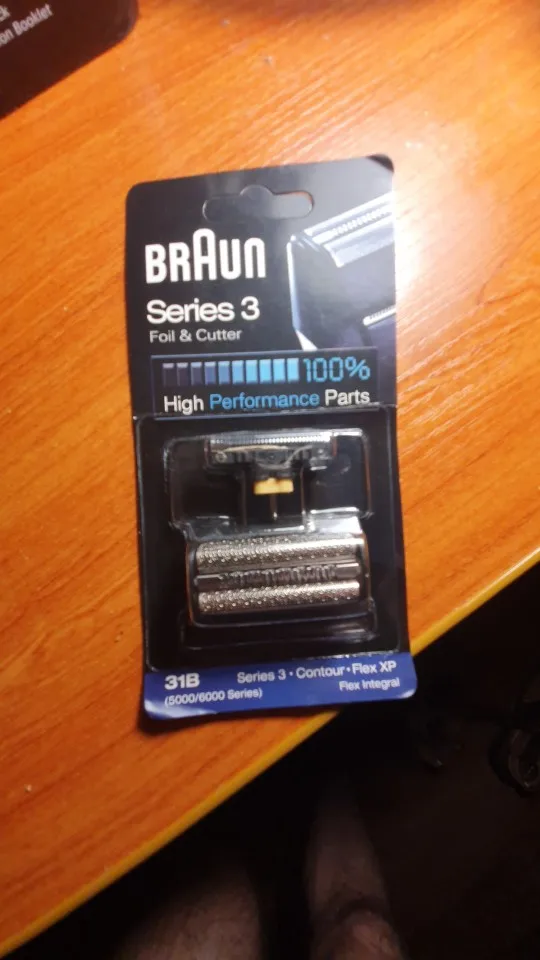 on Booklet
BRAUN
Series 3
Foil & Cutter
100%
High Performance Parts
31B
(5000/6000 Series)
Series 3 • Contour • Flex XP
Flex Integral